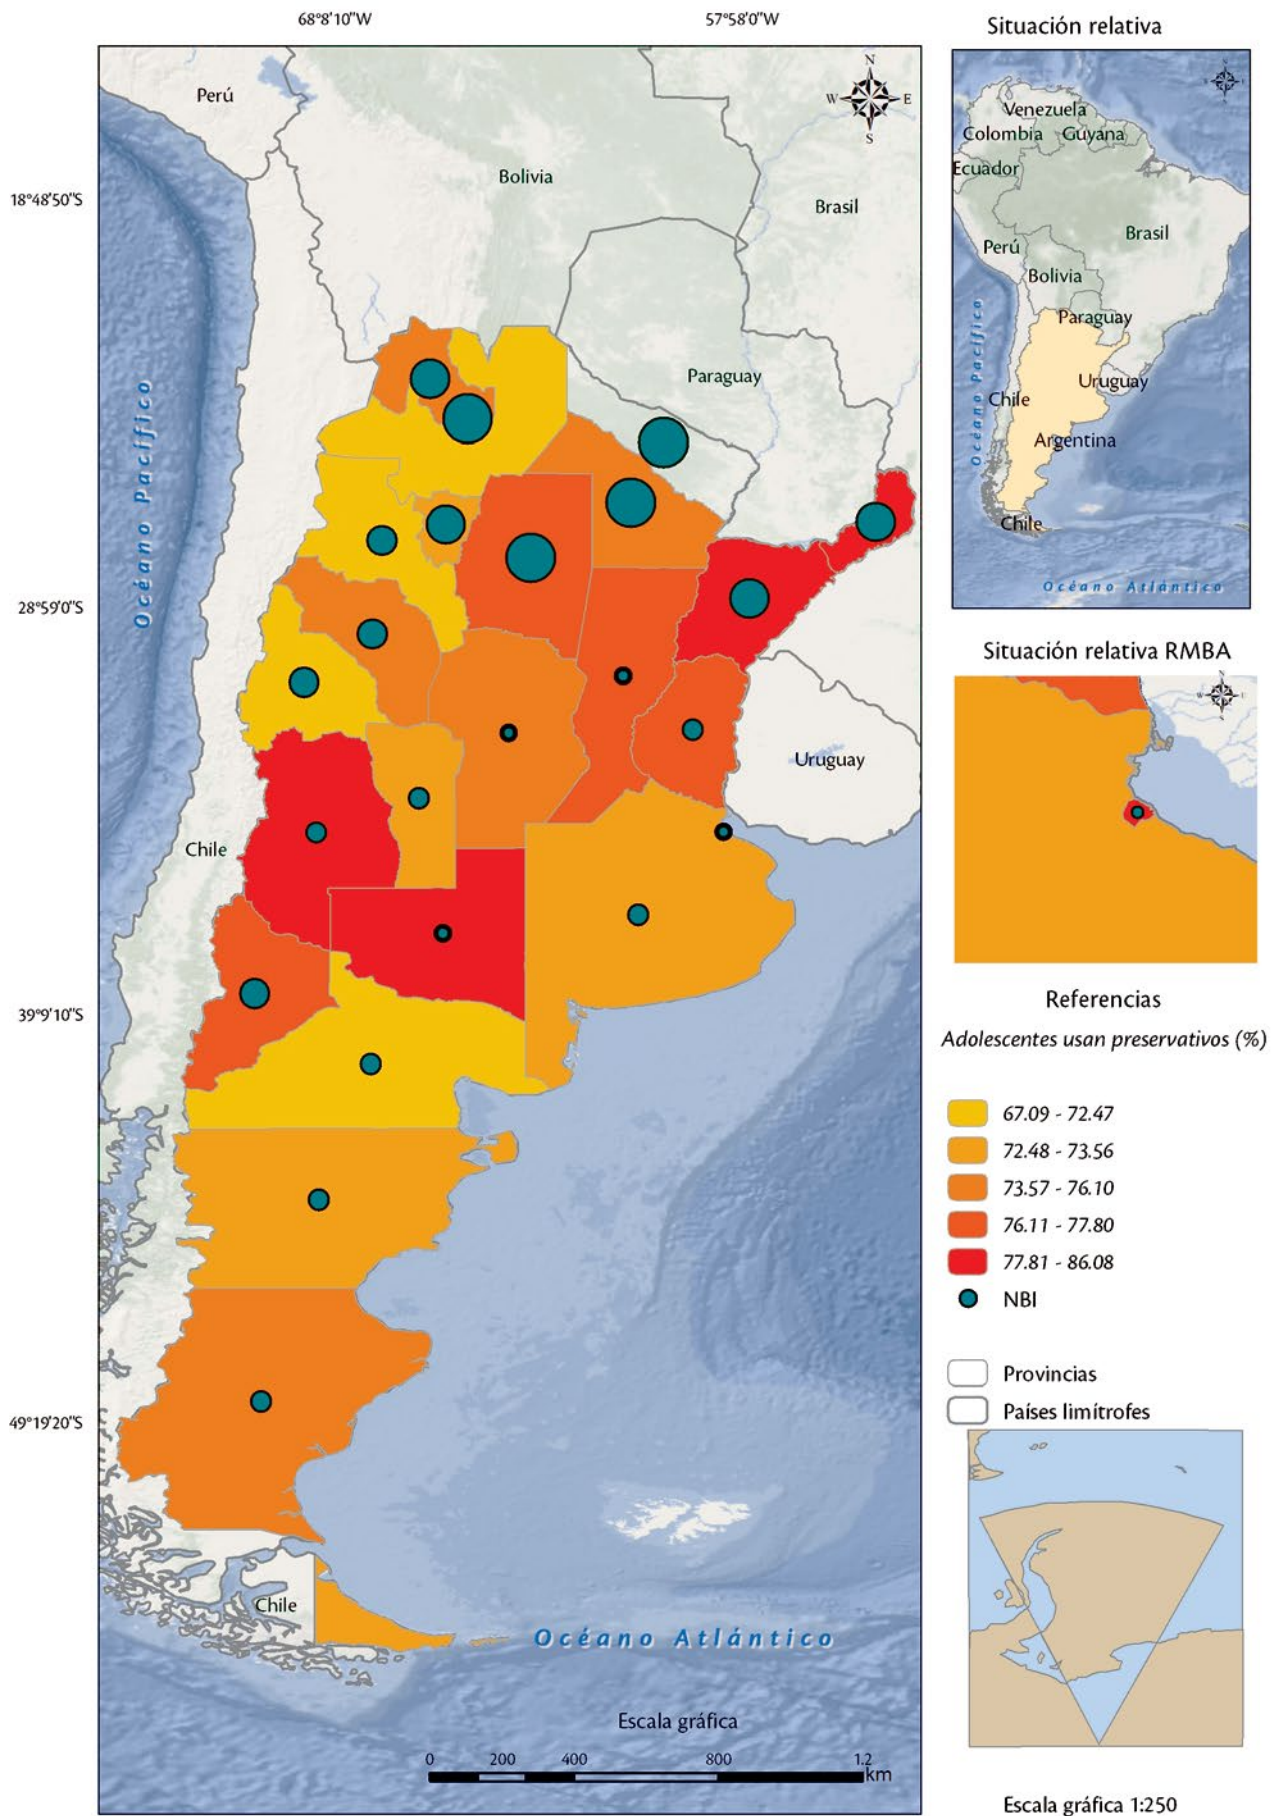 68°8'10"W
57°58'0"W
Situación relativa
Perú
N
W
E
S
Venezuela
Colombia
Guyana
Ecuador
18°48'50"S
Bolivia
Brasil
Brasil
Perú
Bolivia
Paraguay
Paraguay
Uruguay
Chile
Océano Pacífico
Argentina
Chile
Océano Atlántico
Océano Pacífico
28°59'0"S
Situación relativa RMBA
N
W
E
S
Uruguay
Chile
39°9'10"S
Referencias
Adolescentes usan preservativos (%)
67.09 - 72.47
72.48 - 73.56
73.57 - 76.10
76.11 - 77.80
77.81 - 86.08
NBI
Provincias
Países limítrofes
49°19'20"S
Chile
Océano Atlántico
Escala gráfica
0 200 400 800 1.2
km
Escala gráfica 1:250